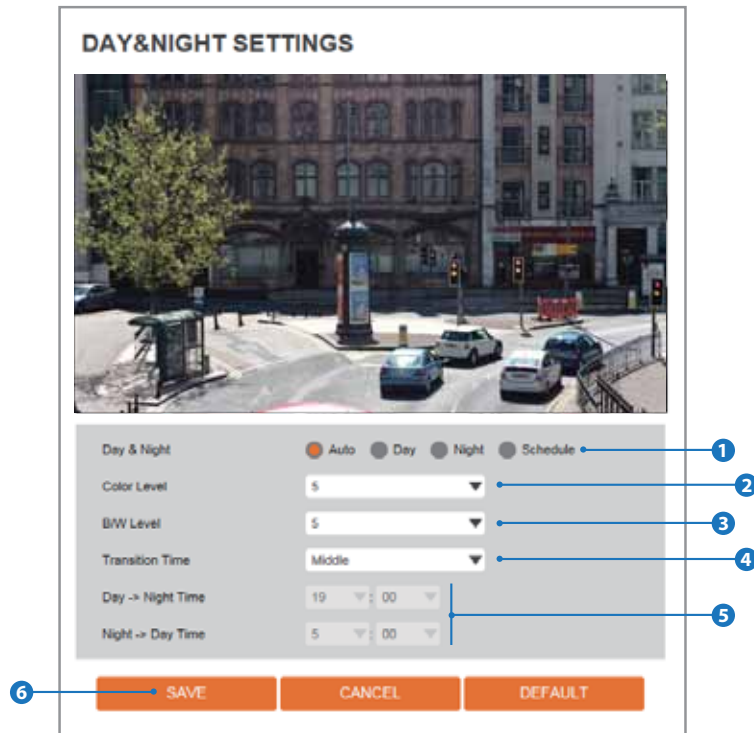 DAY&NIGHT SETTINGS
Day & Night Auto Day Night Schedule 1
Color Level 5 2
B/W Level 5 3
Transition Time Middle 4
Day -> Night Time 19 : 00
5
Night -> Day Time 5 : 00
6 SAVE CANCEL DEFAULT